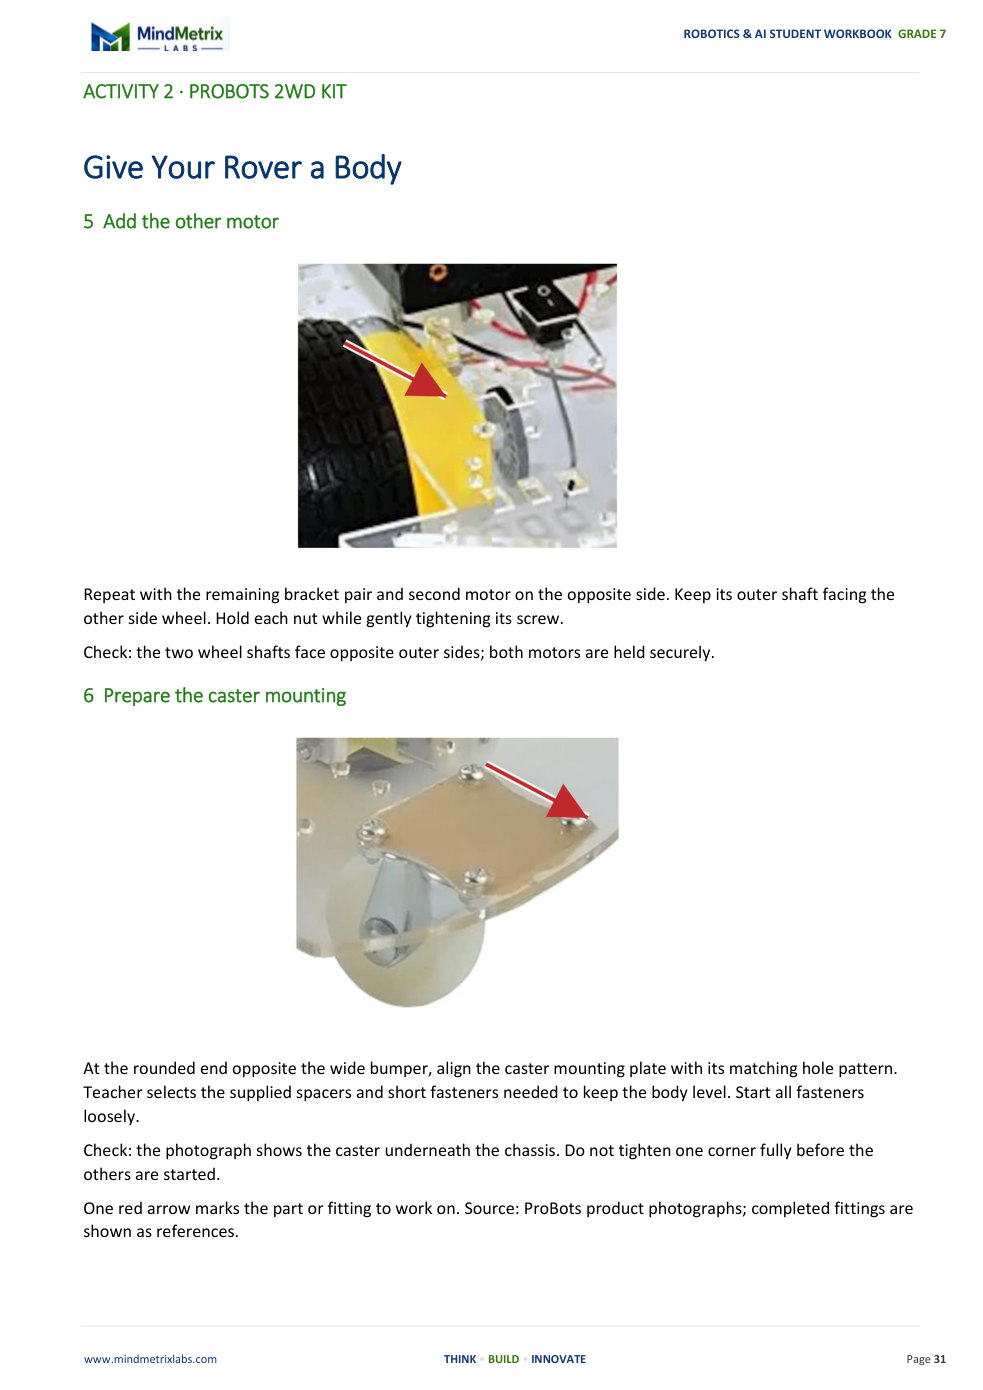 MindMetrix
LABS
ROBOTICS & AI STUDENT WORKBOOK GRADE 7
ACTIVITY 2 · PROBOTS 2WD KIT
Give Your Rover a Body
5 Add the other motor
Repeat with the remaining bracket pair and second motor on the opposite side. Keep its outer shaft facing the
other side wheel. Hold each nut while gently tightening its screw.
Check: the two wheel shafts face opposite outer sides; both motors are held securely.
6 Prepare the caster mounting
At the rounded end opposite the wide bumper, align the caster mounting plate with its matching hole pattern.
Teacher selects the supplied spacers and short fasteners needed to keep the body level. Start all fasteners
loosely.
Check: the photograph shows the caster underneath the chassis. Do not tighten one corner fully before the
others are started.
One red arrow marks the part or fitting to work on. Source: ProBots product photographs; completed fittings are
shown as references.
www.mindmetrixlabs.com
THINK • BUILD • INNOVATE
Page 31